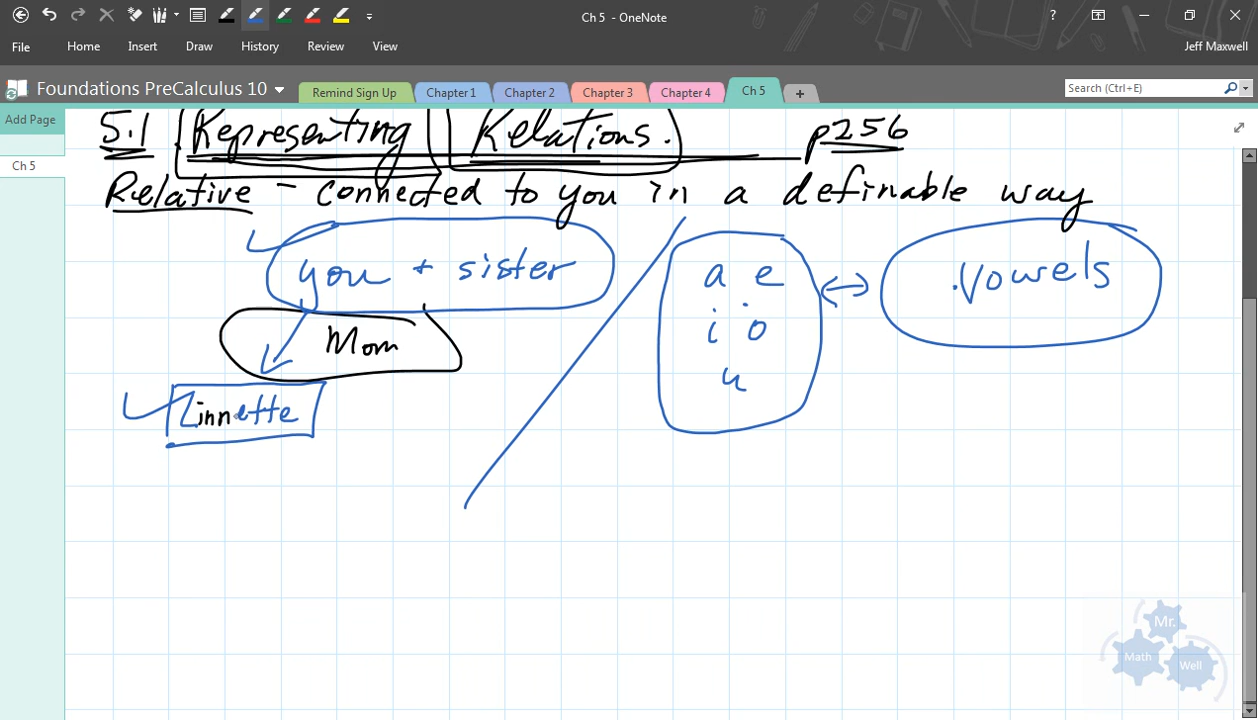 Ch 5 - OneNote
?
File Home Insert Draw History Review View
Jeff Maxwell
Foundations PreCalculus 10
Remind Sign Up Chapter 1 Chapter 2 Chapter 3 Chapter 4 Ch 5 +
Search (Ctrl+E)
Add Page
Ch 5
5.1 Representing Relations. p256
Relative - connected to you in a definable way
you + sister
Mom
Linnette
a e
i o
u
↔
Vowels
Mr.
Math Well